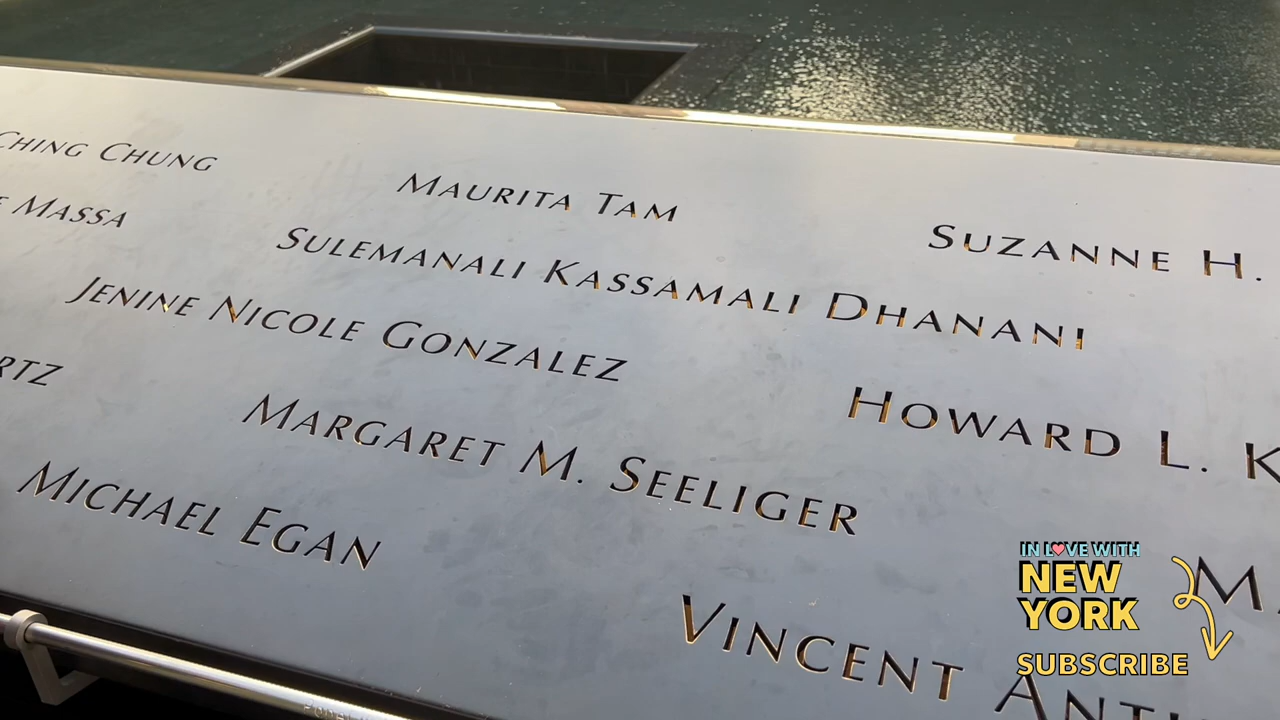 CHING CHUNG
MAURITA TAM
SUZANNE H.
MASSA
SULEMANALI KASSAMALI DHANANI
JENINE NICOLE GONZALEZ
HOWARD L. K
RTZ
MARGARET M. SEELIGER
MICHAEL EGAN
VINCENT
IN LOVE WITH
NEW
YORK
SUBSCRIBE